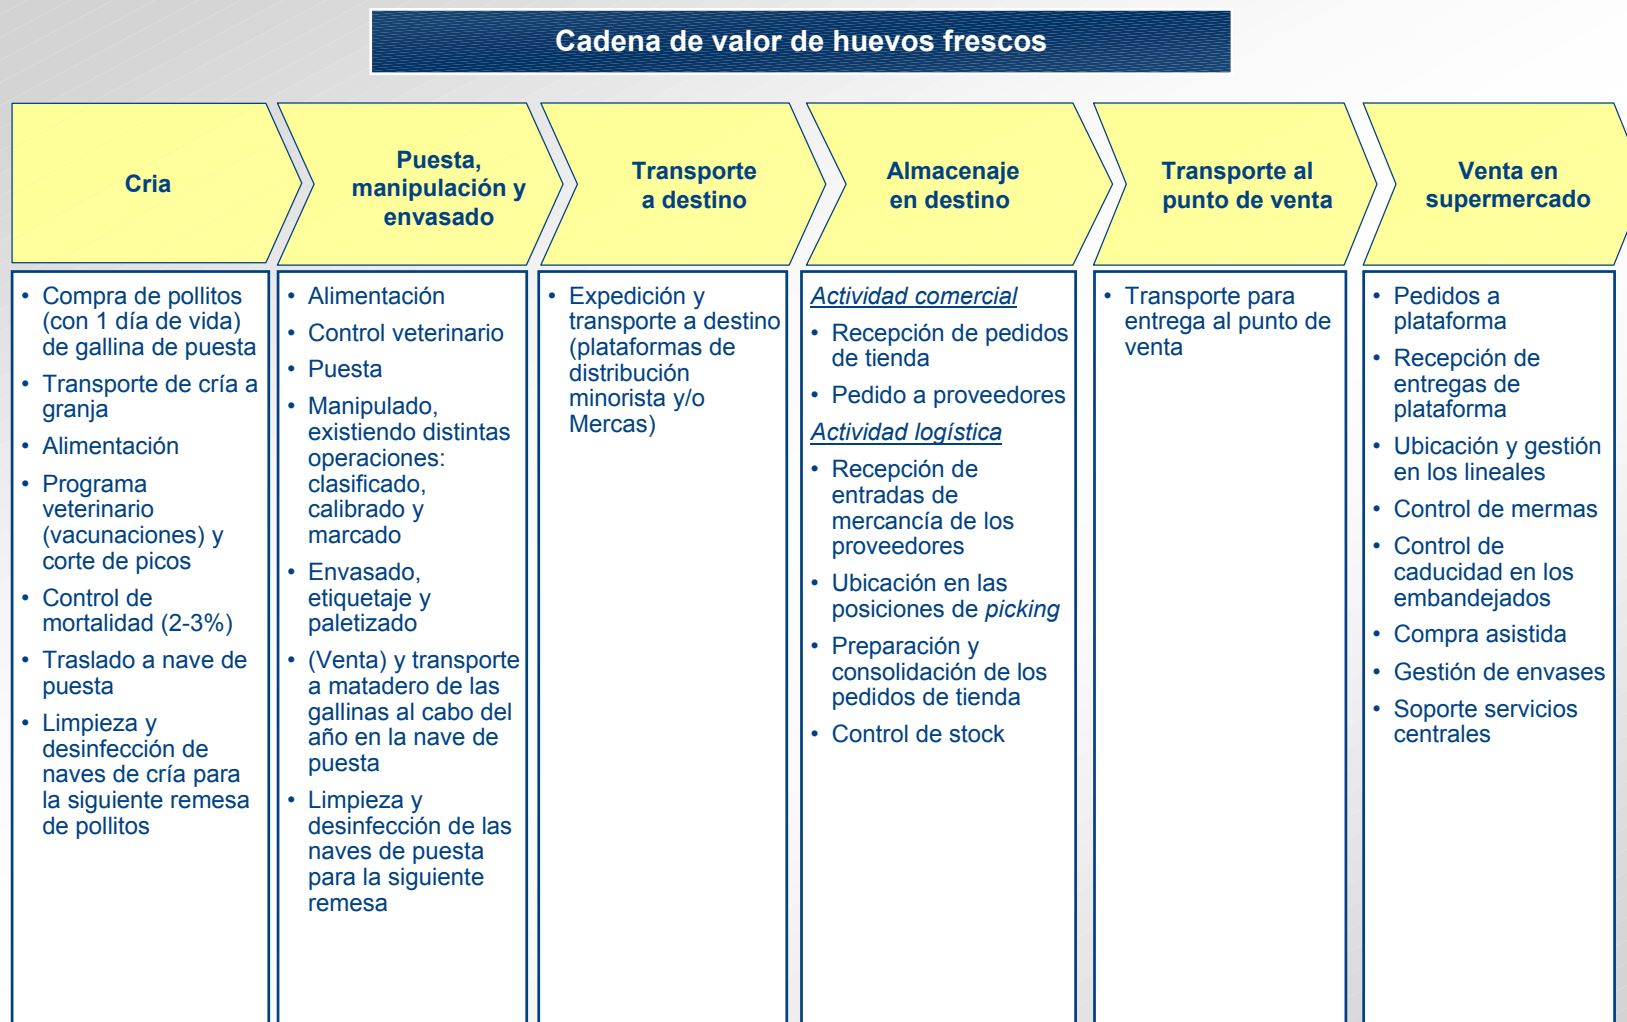 Cadena de valor de huevos frescos
Cria
Puesta,
manipulación y
envasado
Transporte
a destino
Almacenaje
en destino
Transporte al
punto de venta
Venta en
supermercado
• Compra de pollitos
(con 1 día de vida)
de gallina de puesta
• Transporte de cría a
granja
• Alimentación
• Programa
veterinario
(vacunaciones) y
corte de picos
• Control de
mortalidad (2-3%)
• Traslado a nave de
puesta
• Limpieza y
desinfección de
naves de cría para
la siguiente remesa
de pollitos
• Alimentación
• Control veterinario
• Puesta
• Manipulado,
existiendo distintas
operaciones:
clasificado,
calibrado y
marcado
• Envasado,
etiquetaje y
paletizado
• (Venta) y transporte
a matadero de las
gallinas al cabo del
año en la nave de
puesta
• Limpieza y
desinfección de las
naves de puesta
para la siguiente
remesa
• Expedición y
transporte a destino
(plataformas de
distribución
minorista y/o
Mercas)
Actividad comercial
• Recepción de pedidos
de tienda
• Pedido a proveedores
Actividad logística
• Recepción de
entradas de
mercancía de los
proveedores
• Ubicación en las
posiciones de picking
• Preparación y
consolidación de los
pedidos de tienda
• Control de stock
• Transporte para
entrega al punto de
venta
• Pedidos a
plataforma
• Recepción de
entregas de
plataforma
• Ubicación y gestión
en los lineales
• Control de mermas
• Control de
caducidad en los
embandejados
• Compra asistida
• Gestión de envases
• Soporte servicios
centrales